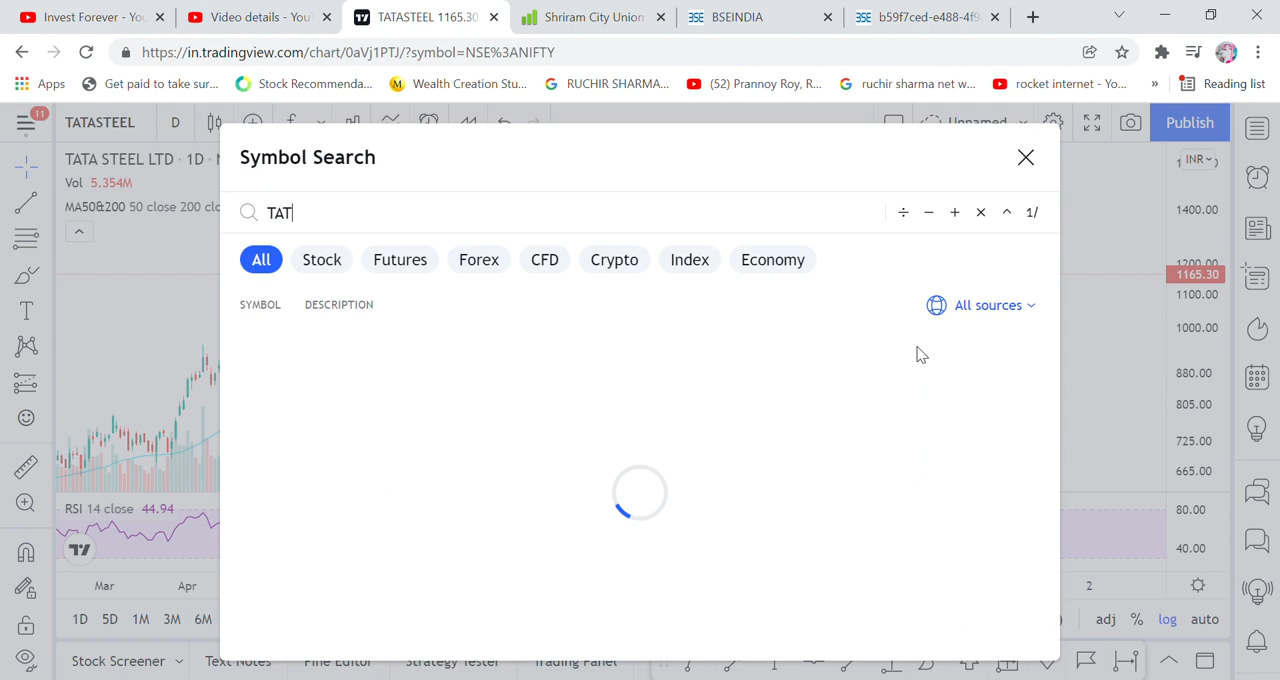 Invest Forever - You
Video details - YouT
TATASTEEL 1165.30
Shriram City Union
BSEINDIA
b59f7ced-e488-4f9
https://in.tradingview.com/chart/0aVj1PTJ/?symbol=NSE%3ANIFTY
Apps
Get paid to take sur...
Stock Recommenda...
Wealth Creation Stu...
RUCHIR SHARMA...
(52) Prannoy Roy, R...
ruchir sharma net w...
rocket internet - Yo...
»
Reading list
11
TATASTEEL
D
Unnamed
Publish
TATA STEEL LTD · 1D ·
Vol 5.354M
MA50&200 50 close 200 clo
Symbol Search
TAT
÷ − + × ^ 1/
All
Stock
Futures
Forex
CFD
Crypto
Index
Economy
SYMBOL
DESCRIPTION
All sources
INR
1400.00
1200.00
1165.30
1100.00
1000.00
880.00
805.00
725.00
665.00
RSI 14 close 44.94
80.00
40.00
Mar
Apr
2
1D 5D 1M 3M 6M
adj % log auto
Stock Screener
Text Notes
Pine Editor
Strategy Tester
Trading Panel